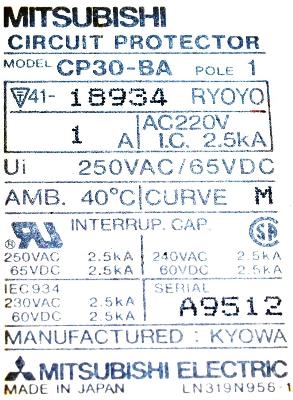 MITSUBISHI
CIRCUIT PROTECTOR
MODEL CP30-BA POLE 1
T 41- 18934 RYOYO
1 A AC220V
I.C. 2.5kA
Ui 250VAC/65VDC
AMB. 40°C CURVE M
INTERRUP. CAP.
250VAC 2.5kA 240VAC 2.5kA
65VDC 2.5kA 60VDC 2.5kA
IEC934 SERIAL
230VAC 2.5kA A9512
60VDC 2.5kA
MANUFACTURED : KYOWA
MITSUBISHI ELECTRIC
MADE IN JAPAN LN319N956-1